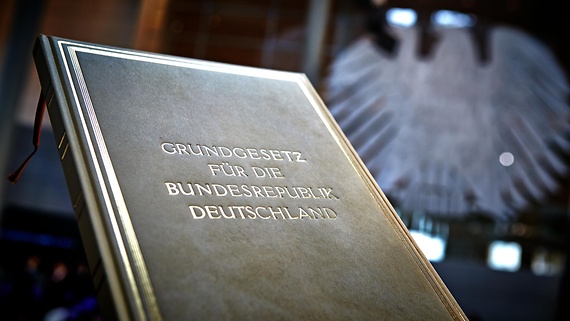 GRUNDGESETZ
FÜR DIE
BUNDESREPUBLIK
DEUTSCHLAND